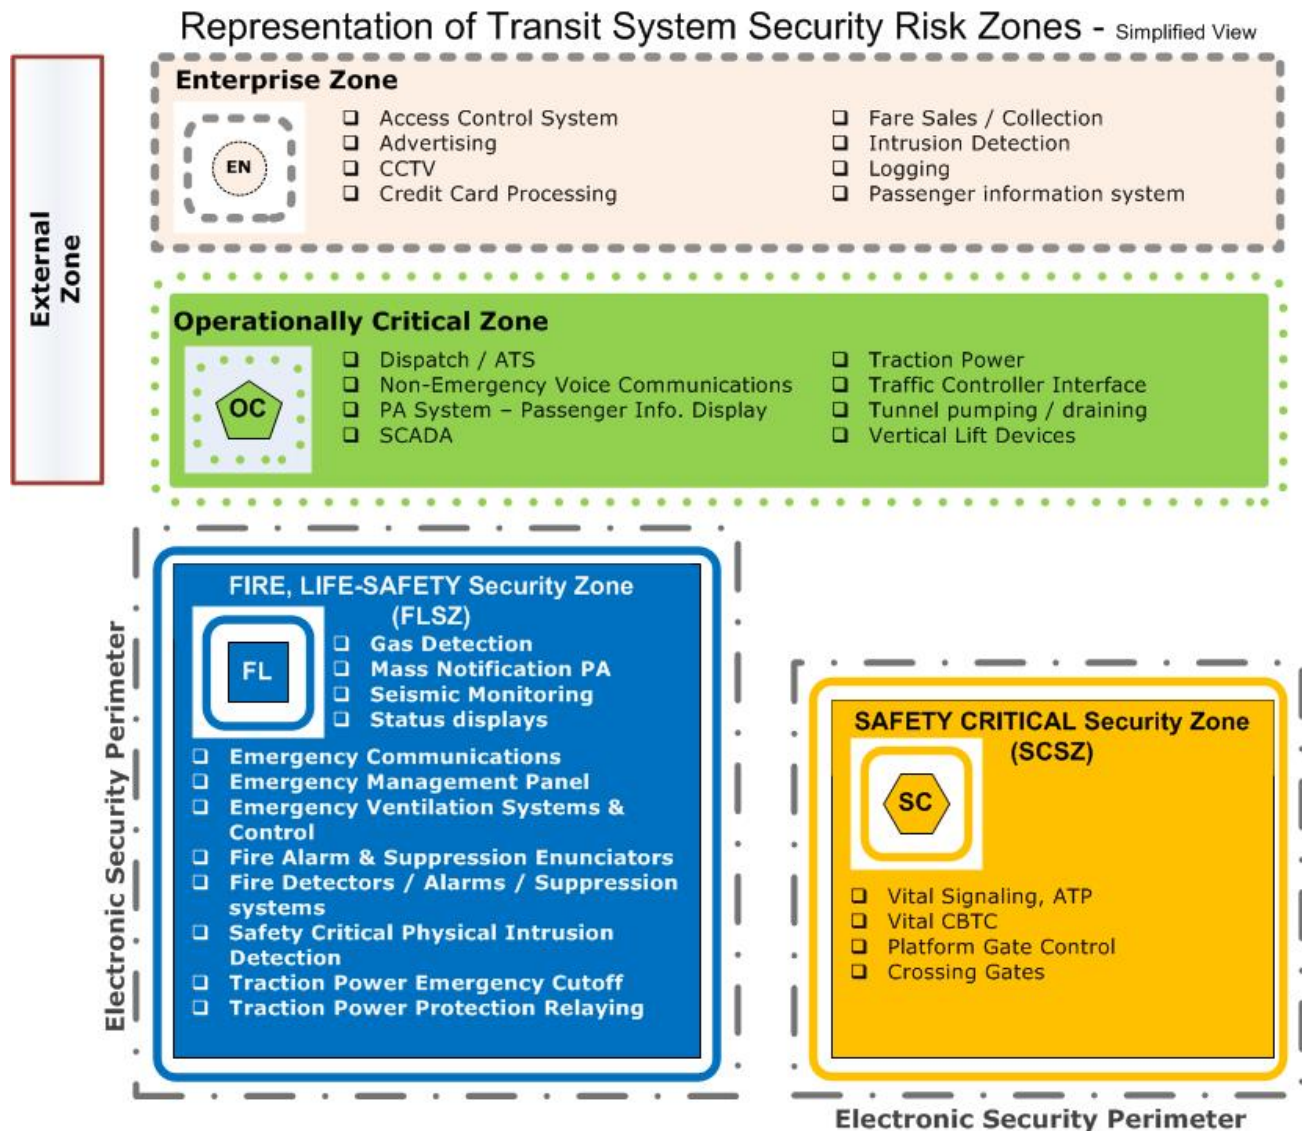 Representation of Transit System Security Risk Zones - Simplified View
External
Zone
Enterprise Zone
EN
❑ Access Control System
❑ Advertising
❑ CCTV
❑ Credit Card Processing
❑ Fare Sales / Collection
❑ Intrusion Detection
❑ Logging
❑ Passenger information system
Operationally Critical Zone
OC
❑ Dispatch / ATS
❑ Non-Emergency Voice Communications
❑ PA System – Passenger Info. Display
❑ SCADA
❑ Traction Power
❑ Traffic Controller Interface
❑ Tunnel pumping / draining
❑ Vertical Lift Devices
Electronic Security Perimeter
FIRE, LIFE-SAFETY Security Zone
(FLSZ)
FL
❑ Gas Detection
❑ Mass Notification PA
❑ Seismic Monitoring
❑ Status displays
❑ Emergency Communications
❑ Emergency Management Panel
❑ Emergency Ventilation Systems &
Control
❑ Fire Alarm & Suppression Enunciators
❑ Fire Detectors / Alarms / Suppression
systems
❑ Safety Critical Physical Intrusion
Detection
❑ Traction Power Emergency Cutoff
❑ Traction Power Protection Relaying
SAFETY CRITICAL Security Zone
(SCSZ)
SC
❑ Vital Signaling, ATP
❑ Vital CBTC
❑ Platform Gate Control
❑ Crossing Gates
Electronic Security Perimeter